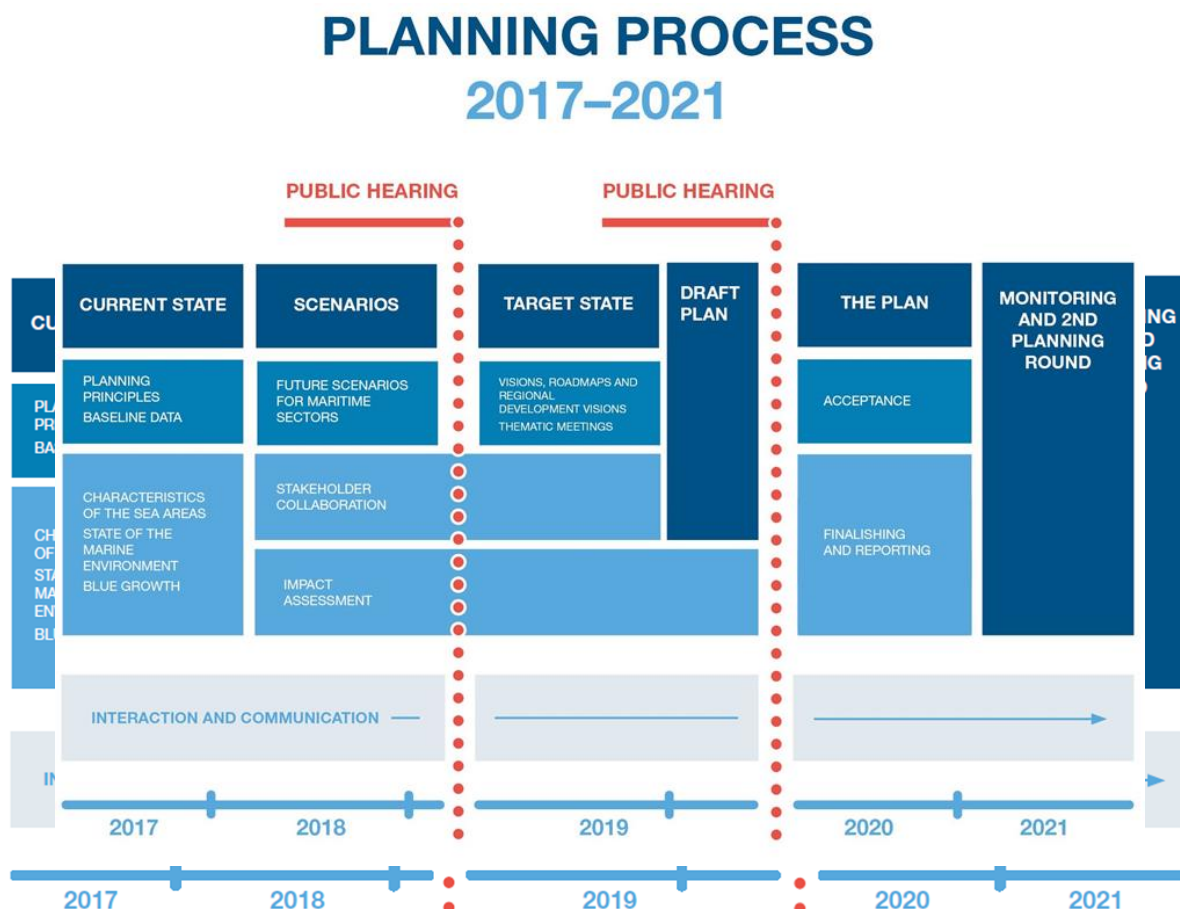 PLANNING PROCESS
2017–2021
PUBLIC HEARING
PUBLIC HEARING
CURRENT STATE
SCENARIOS
TARGET STATE
DRAFT
PLAN
THE PLAN
MONITORING
AND 2ND
PLANNING
ROUND
PLANNING
PRINCIPLES
BASELINE DATA
FUTURE SCENARIOS
FOR MARITIME
SECTORS
VISIONS, ROADMAPS AND
REGIONAL
DEVELOPMENT VISIONS
THEMATIC MEETINGS
ACCEPTANCE
CHARACTERISTICS
OF THE SEA AREAS
STATE OF THE
MARINE
ENVIRONMENT
BLUE GROWTH
STAKEHOLDER
COLLABORATION
IMPACT
ASSESSMENT
FINALISHING
AND REPORTING
INTERACTION AND COMMUNICATION
2017
2018
2019
2020
2021
2017
2018
2019
2020
2021